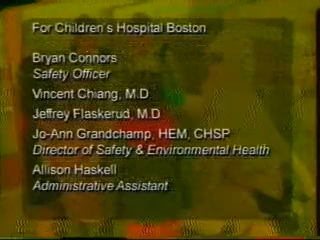 For Children's Hospital Boston
Bryan Connors
Safety Officer
Vincent Chiang, M.D
Jeffrey Flaskerud, M.D
Jo-Ann Grandchamp, HEM, CHSP
Director of Safety & Environmental Health
Allison Haskell
Administrative Assistant